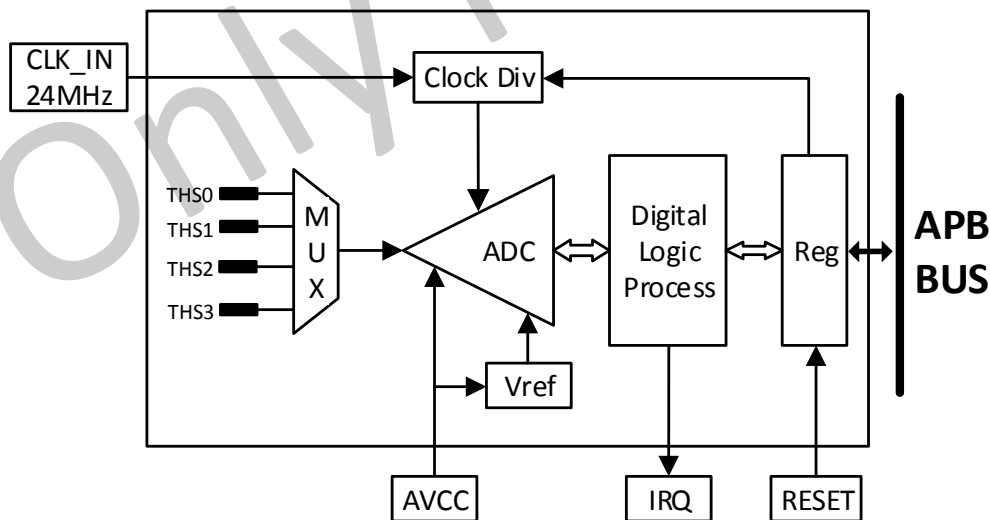 CLK_IN
24MHz
Clock Div
THS0
THS1
THS2
THS3
M
U
X
ADC
Digital
Logic
Process
Reg
APB
BUS
Vref
AVCC
IRQ
RESET
Only